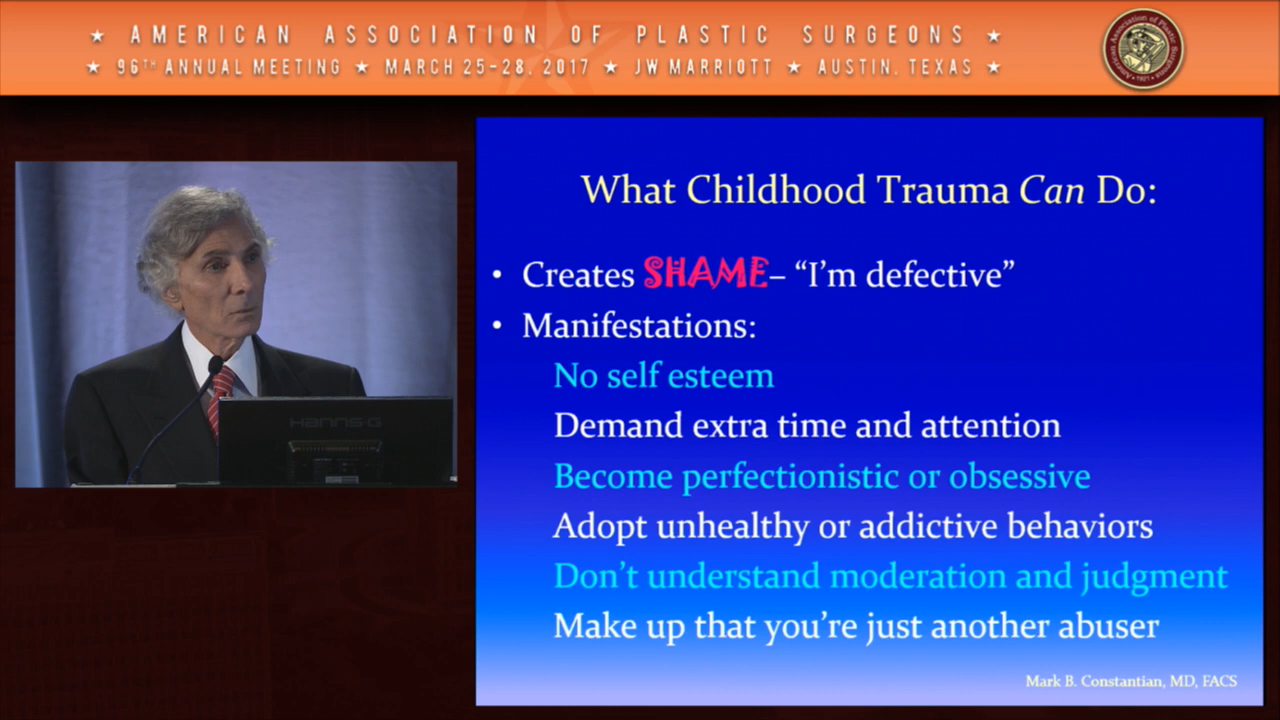 ★ AMERICAN ASSOCIATION OF PLASTIC SURGEONS ★
★ 96TH ANNUAL MEETING ★ MARCH 25-28, 2017 ★ JW MARRIOTT ★ AUSTIN, TEXAS ★
What Childhood Trauma Can Do:
• Creates SHAME– “I’m defective”
• Manifestations:
No self esteem
Demand extra time and attention
Become perfectionistic or obsessive
Adopt unhealthy or addictive behaviors
Don’t understand moderation and judgment
Make up that you’re just another abuser
Mark B. Constantian, MD, FACS
HANNS-G